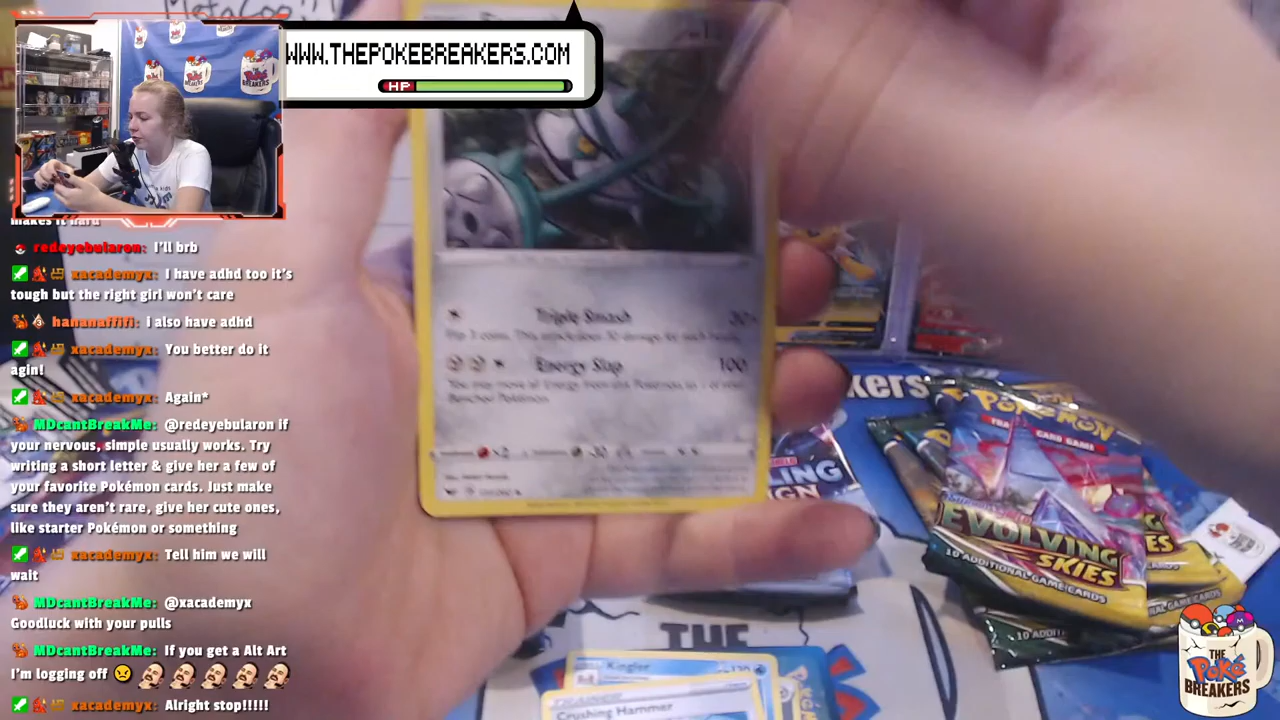 WWW.THEPOKEBREAKERS.COM
HP
makes it hard
redeyebularon: I'll brb
xacademyx: I have adhd too it's
tough but the right girl won't care
hananaffifi: i also have adhd
xacademyx: You better do it
agin!
xacademyx: Again*
MDcantBreakMe: @redeyebularon if
your nervous, simple usually works. Try
writing a short letter & give her a few of
your favorite Pokémon cards. Just make
sure they aren't rare, give her cute ones,
like starter Pokémon or something
xacademyx: Tell him we will
wait
MDcantBreakMe: @xacademyx
Goodluck with your pulls
MDcantBreakMe: If you get a Alt Art
I'm logging off
xacademyx: Alright stop!!!!!
Triple Smash 30+
Energy Slap 100
POKÉMON
EVOLVING
SKIES
10 ADDITIONAL GAME CARDS
THE
Kingler
Crushing Hammer
THE
POKÉ
BREAKERS